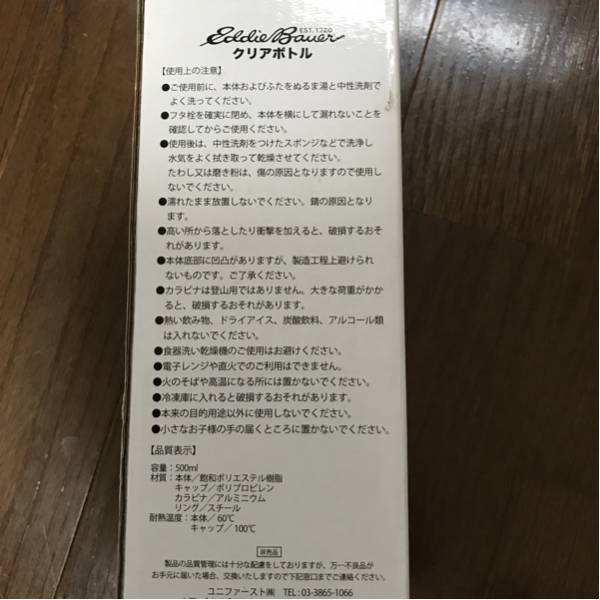 Eddie Bauer
EST. 1920
クリアボトル
【使用上の注意】
●ご使用前に、本体およびふたをぬるま湯と中性洗剤で
よく洗ってください。
●フタ栓を確実に閉め、本体を横にして漏れないことを
確認してからご使用ください。
●使用後は、中性洗剤をつけたスポンジなどで洗浄し
水気をよく拭き取って乾燥させてください。
たわし又は磨き粉は、傷の原因となりますので使用し
ないでください。
●濡れたまま放置しないでください。錆の原因となり
ます。
●高い所から落としたり衝撃を加えると、破損するおそ
れがあります。
●本体底部に凹凸がありますが、製造工程上避けられ
ないものです。ご了承ください。
●カラビナは登山用ではありません。大きな荷重がかか
ると、破損するおそれがあります。
●熱い飲み物、ドライアイス、炭酸飲料、アルコール類
は入れないでください。
●食器洗い乾燥機のご使用はお避けください。
●電子レンジや直火でのご利用はできません。
●火のそばや高温になる所には置かないでください。
●冷凍庫に入れると破損するおそれがあります。
●本来の目的用途以外に使用しないでください。
●小さなお子様の手の届くところに置かないでください。
【品質表示】
容量：500ml
材質：本体／飽和ポリエステル樹脂
キャップ／ポリプロピレン
カラビナ／アルミニウム
リング／スチール
耐熱温度：本体／60℃
キャップ／100℃
非売品
製品の品質管理には十分な配慮をしておりますが、万一不良品が
お手元に届いた場合、交換いたしますので下記窓口までご連絡ください。
ユニファースト㈱ TEL: 03-3865-1066